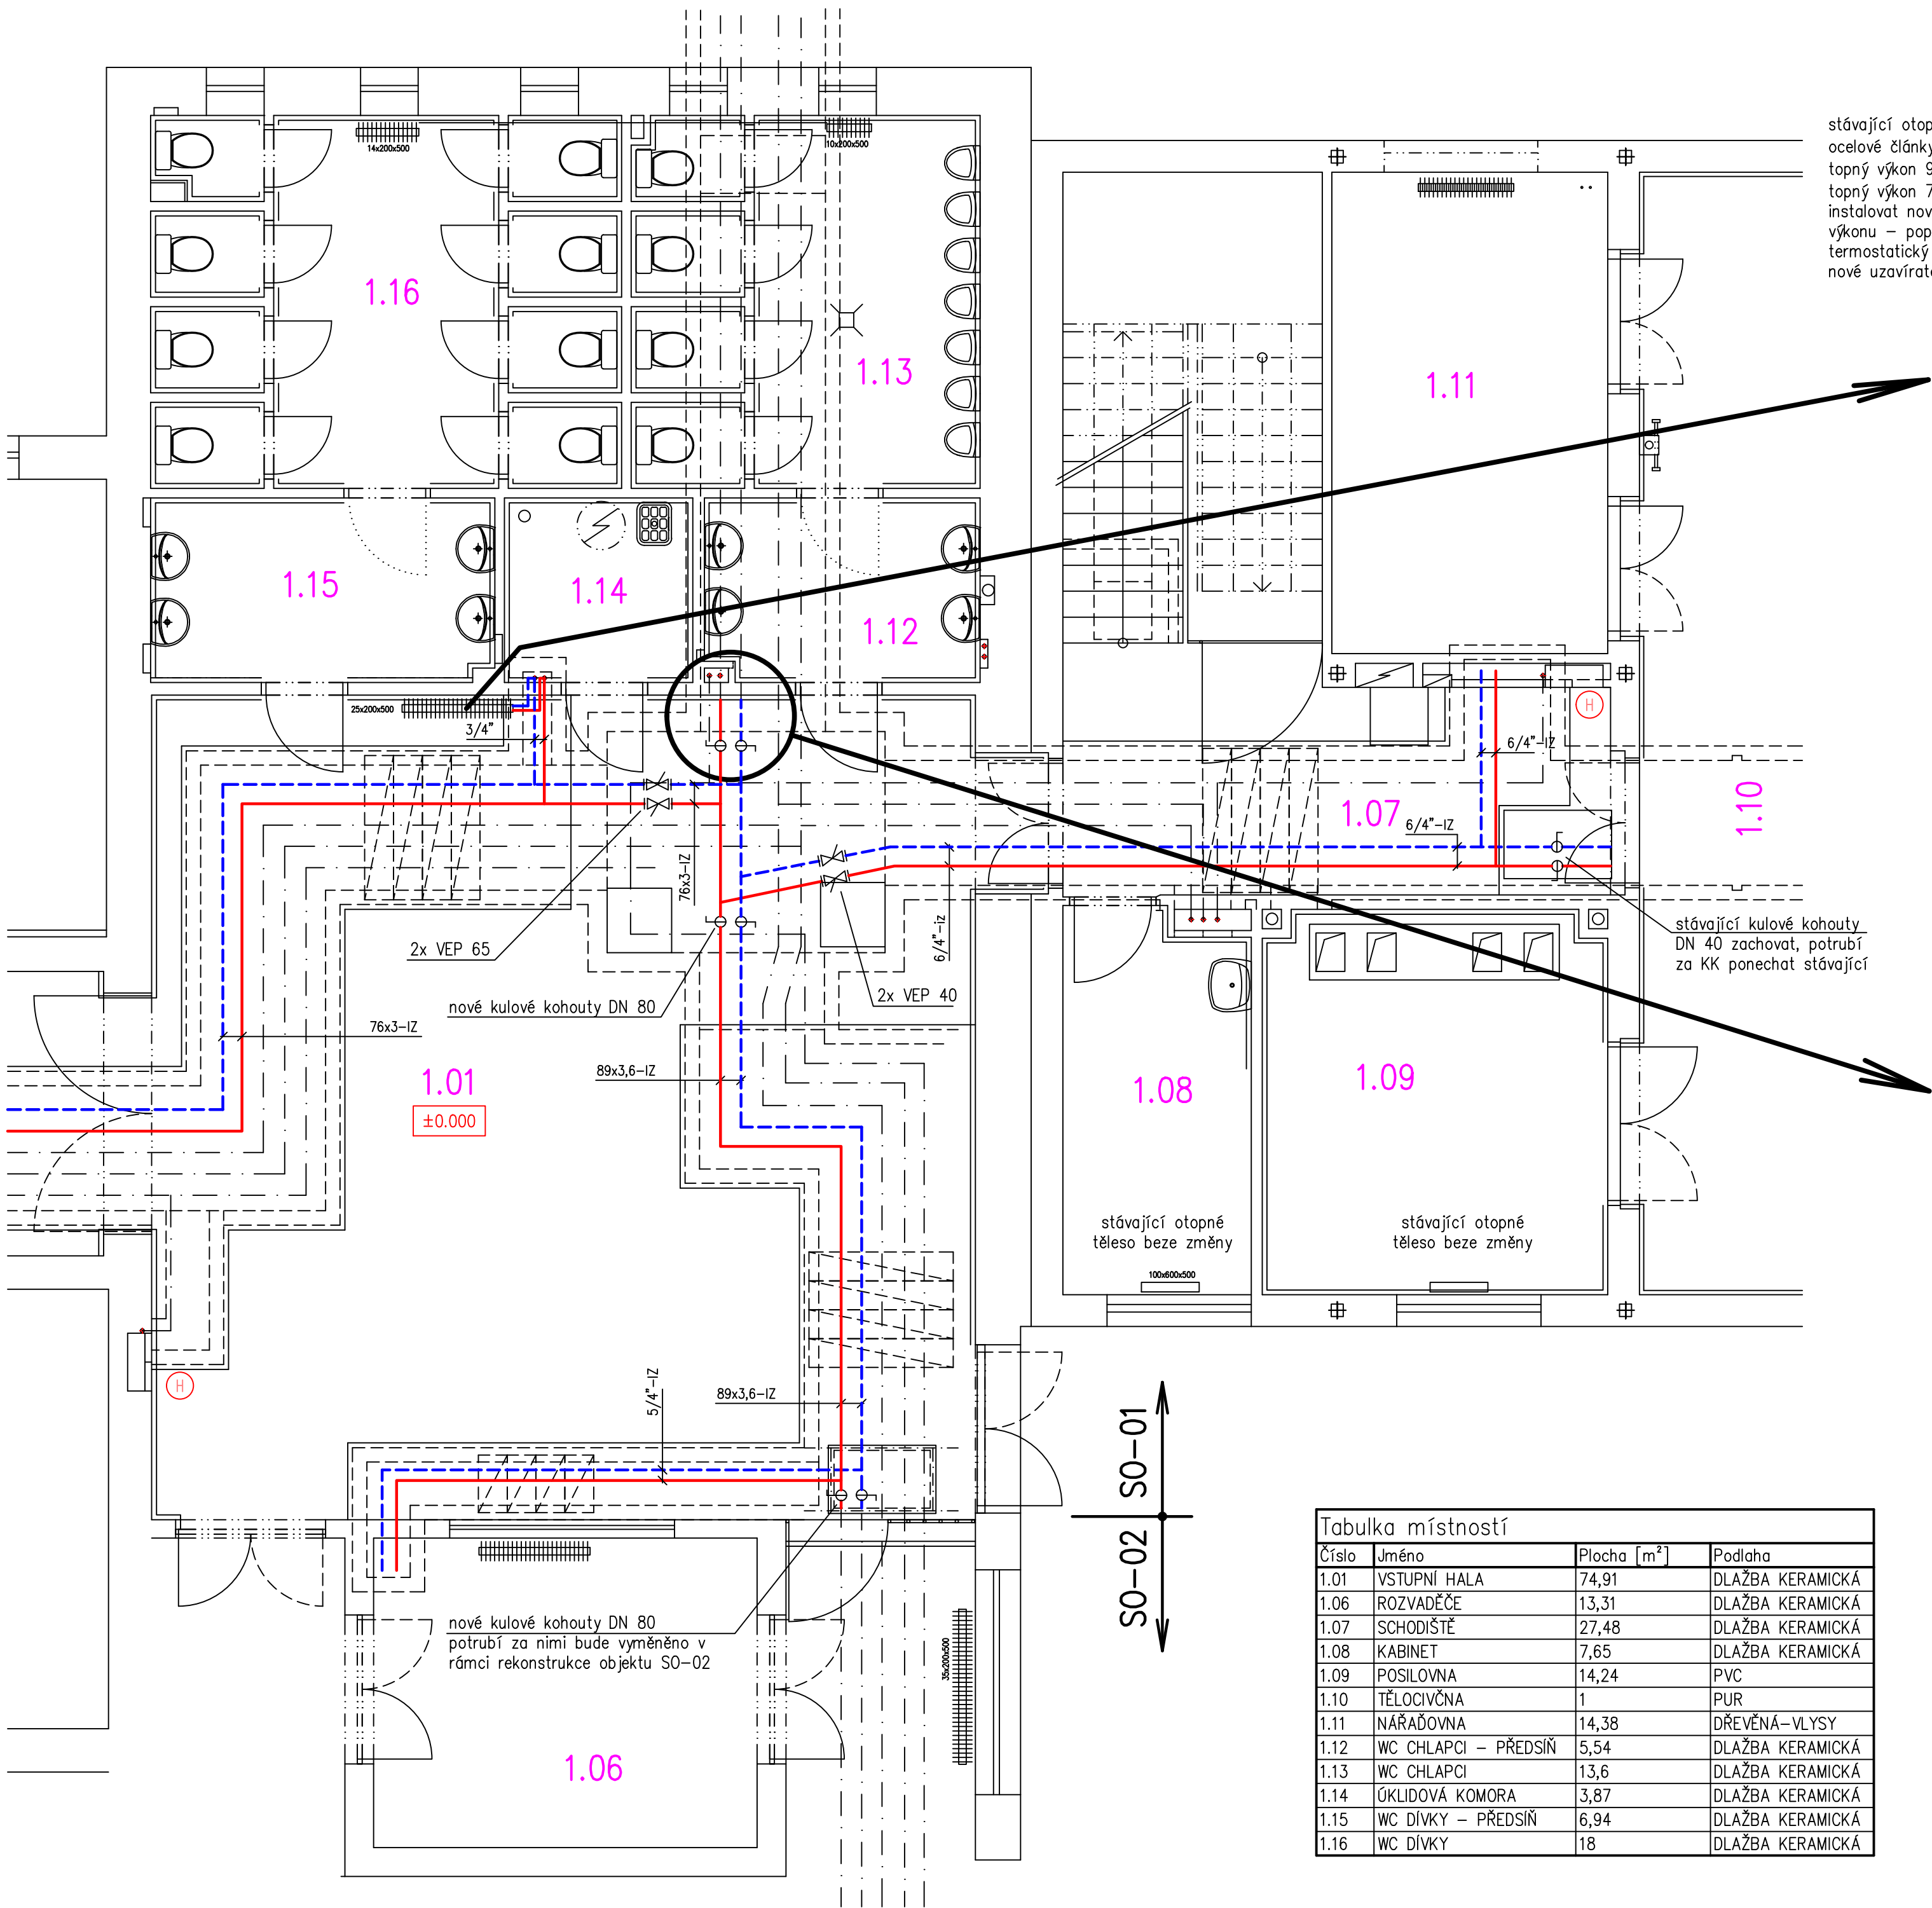 stávající otop
ocelové články
topný výkon 9
topný výkon 7
instalovat nov
výkonu – pop
termostatický
nové uzavírat
14x200x500
10x200x500
1.16
1.13
1.11
1.15
1.14
1.12
25x200x500
3/4"
H
6/4"-IZ
1.07
1.10
6/4"-IZ
76x3-IZ
6/4"-iz
2x VEP 65
2x VEP 40
nové kulové kohouty DN 80
stávající kulové kohouty
DN 40 zachovat, potrubí
za KK ponechat stávající
76x3-IZ
89x3,6-IZ
1.01
±0.000
1.08
1.09
stávající otopné
těleso beze změny
stávající otopné
těleso beze změny
100x600x500
H
5/4"-IZ
89x3,6-IZ
SO-01
SO-02
nové kulové kohouty DN 80
potrubí za nimi bude vyměněno v
rámci rekonstrukce objektu SO-02
35x200x500
1.06
Tabulka místností
Číslo Jméno Plocha [m²] Podlaha
1.01 VSTUPNÍ HALA 74,91 DLAŽBA KERAMICKÁ
1.06 ROZVADĚČE 13,31 DLAŽBA KERAMICKÁ
1.07 SCHODIŠTĚ 27,48 DLAŽBA KERAMICKÁ
1.08 KABINET 7,65 DLAŽBA KERAMICKÁ
1.09 POSILOVNA 14,24 PVC
1.10 TĚLOCIVČNA 1 PUR
1.11 NÁŘAĎOVNA 14,38 DŘEVĚNÁ-VLYSY
1.12 WC CHLAPCI – PŘEDSÍŇ 5,54 DLAŽBA KERAMICKÁ
1.13 WC CHLAPCI 13,6 DLAŽBA KERAMICKÁ
1.14 ÚKLIDOVÁ KOMORA 3,87 DLAŽBA KERAMICKÁ
1.15 WC DÍVKY – PŘEDSÍŇ 6,94 DLAŽBA KERAMICKÁ
1.16 WC DÍVKY 18 DLAŽBA KERAMICKÁ